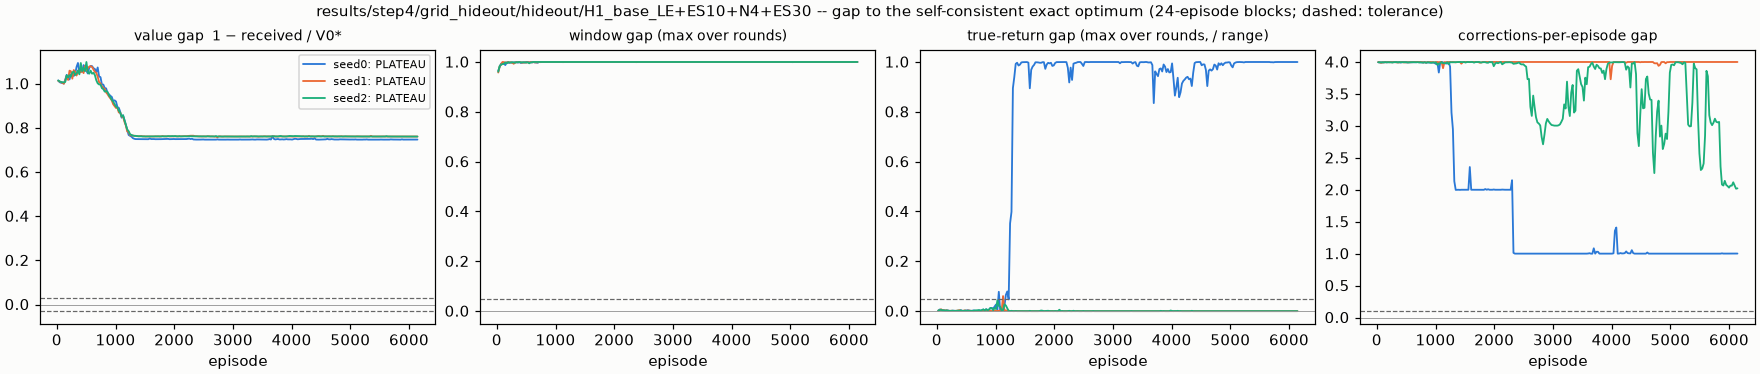 results/step4/grid_hideout/hideout/H1_base_LE+ES10+N4+ES30 -- gap to the self-consistent exact optimum (24-episode blocks; dashed: tolerance)
value gap  1 − received / V0*
1.0
0.8
0.6
0.4
0.2
0.0
0 1000 2000 3000 4000 5000 6000
episode
seed0: PLATEAU
seed1: PLATEAU
seed2: PLATEAU
window gap (max over rounds)
1.0
0.8
0.6
0.4
0.2
0.0
0 1000 2000 3000 4000 5000 6000
episode
true-return gap (max over rounds, / range)
1.0
0.8
0.6
0.4
0.2
0.0
0 1000 2000 3000 4000 5000 6000
episode
corrections-per-episode gap
4.0
3.5
3.0
2.5
2.0
1.5
1.0
0.5
0.0
0 1000 2000 3000 4000 5000 6000
episode